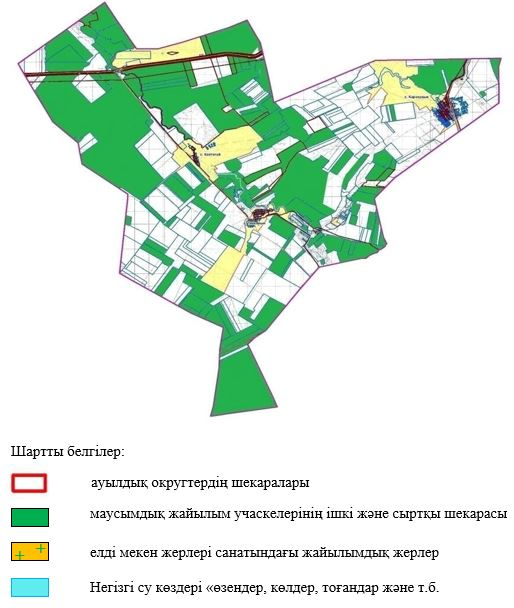 Шартты белгілер:
ауылдық округтердің шекаралары
маусымдық жайылым учаскелерінің ішкі және сыртқы шекарасы
елді мекен жерлері санатындағы жайылымдық жерлер
Негізгі су көздері «өзендер, көлдер, тоғандар және т.б.